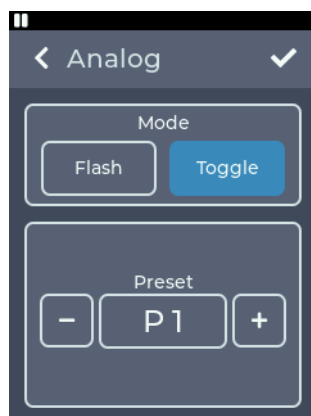 Analog
Mode
Flash Toggle
Preset
− P1 +